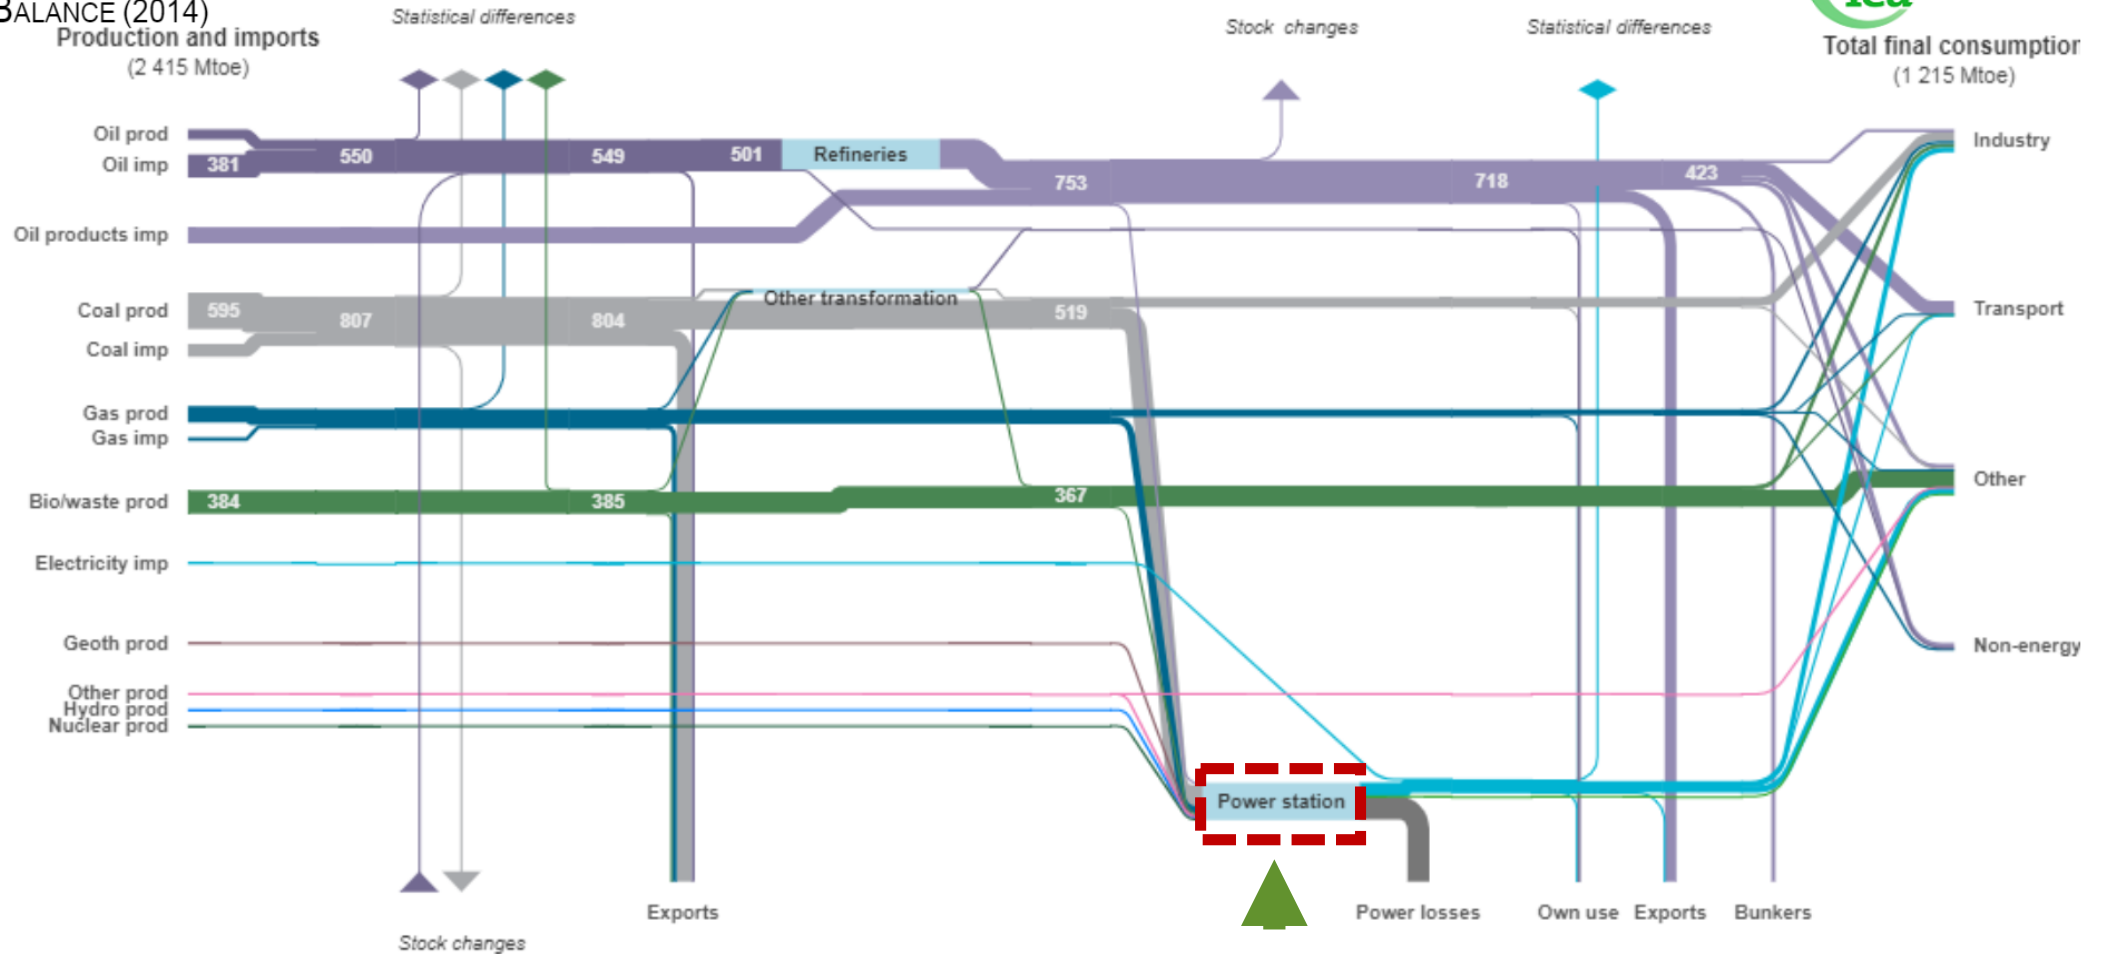 BALANCE (2014)
Production and imports
(2 415 Mtoe)
Statistical differences
Stock changes
Statistical differences
iea
Total final consumption
(1 215 Mtoe)
Oil prod
Oil imp
381
550
549
501
Refineries
753
718
423
Industry
Oil products imp
Coal prod
595
807
804
Other transformation
519
Transport
Coal imp
Gas prod
Gas imp
Bio/waste prod
384
385
367
Other
Electricity imp
Geoth prod
Non-energy
Other prod
Hydro prod
Nuclear prod
Power station
Exports
Power losses
Own use
Exports
Bunkers
Stock changes